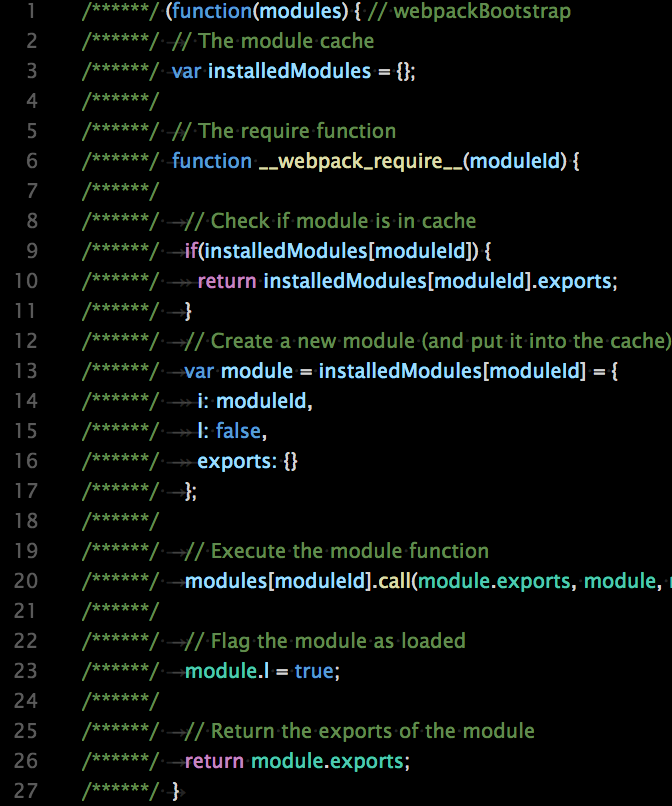 1 /******/ (function(modules) { // webpackBootstrap
2 /******/ // The module cache
3 /******/ var installedModules = {};
4 /******/
5 /******/ // The require function
6 /******/ function __webpack_require__(moduleId) {
7 /******/
8 /******/ // Check if module is in cache
9 /******/ if(installedModules[moduleId]) {
10 /******/ return installedModules[moduleId].exports;
11 /******/ }
12 /******/ // Create a new module (and put it into the cache)
13 /******/ var module = installedModules[moduleId] = {
14 /******/ i: moduleId,
15 /******/ l: false,
16 /******/ exports: {}
17 /******/ };
18 /******/
19 /******/ // Execute the module function
20 /******/ modules[moduleId].call(module.exports, module,
21 /******/
22 /******/ // Flag the module as loaded
23 /******/ module.l = true;
24 /******/
25 /******/ // Return the exports of the module
26 /******/ return module.exports;
27 /******/ }